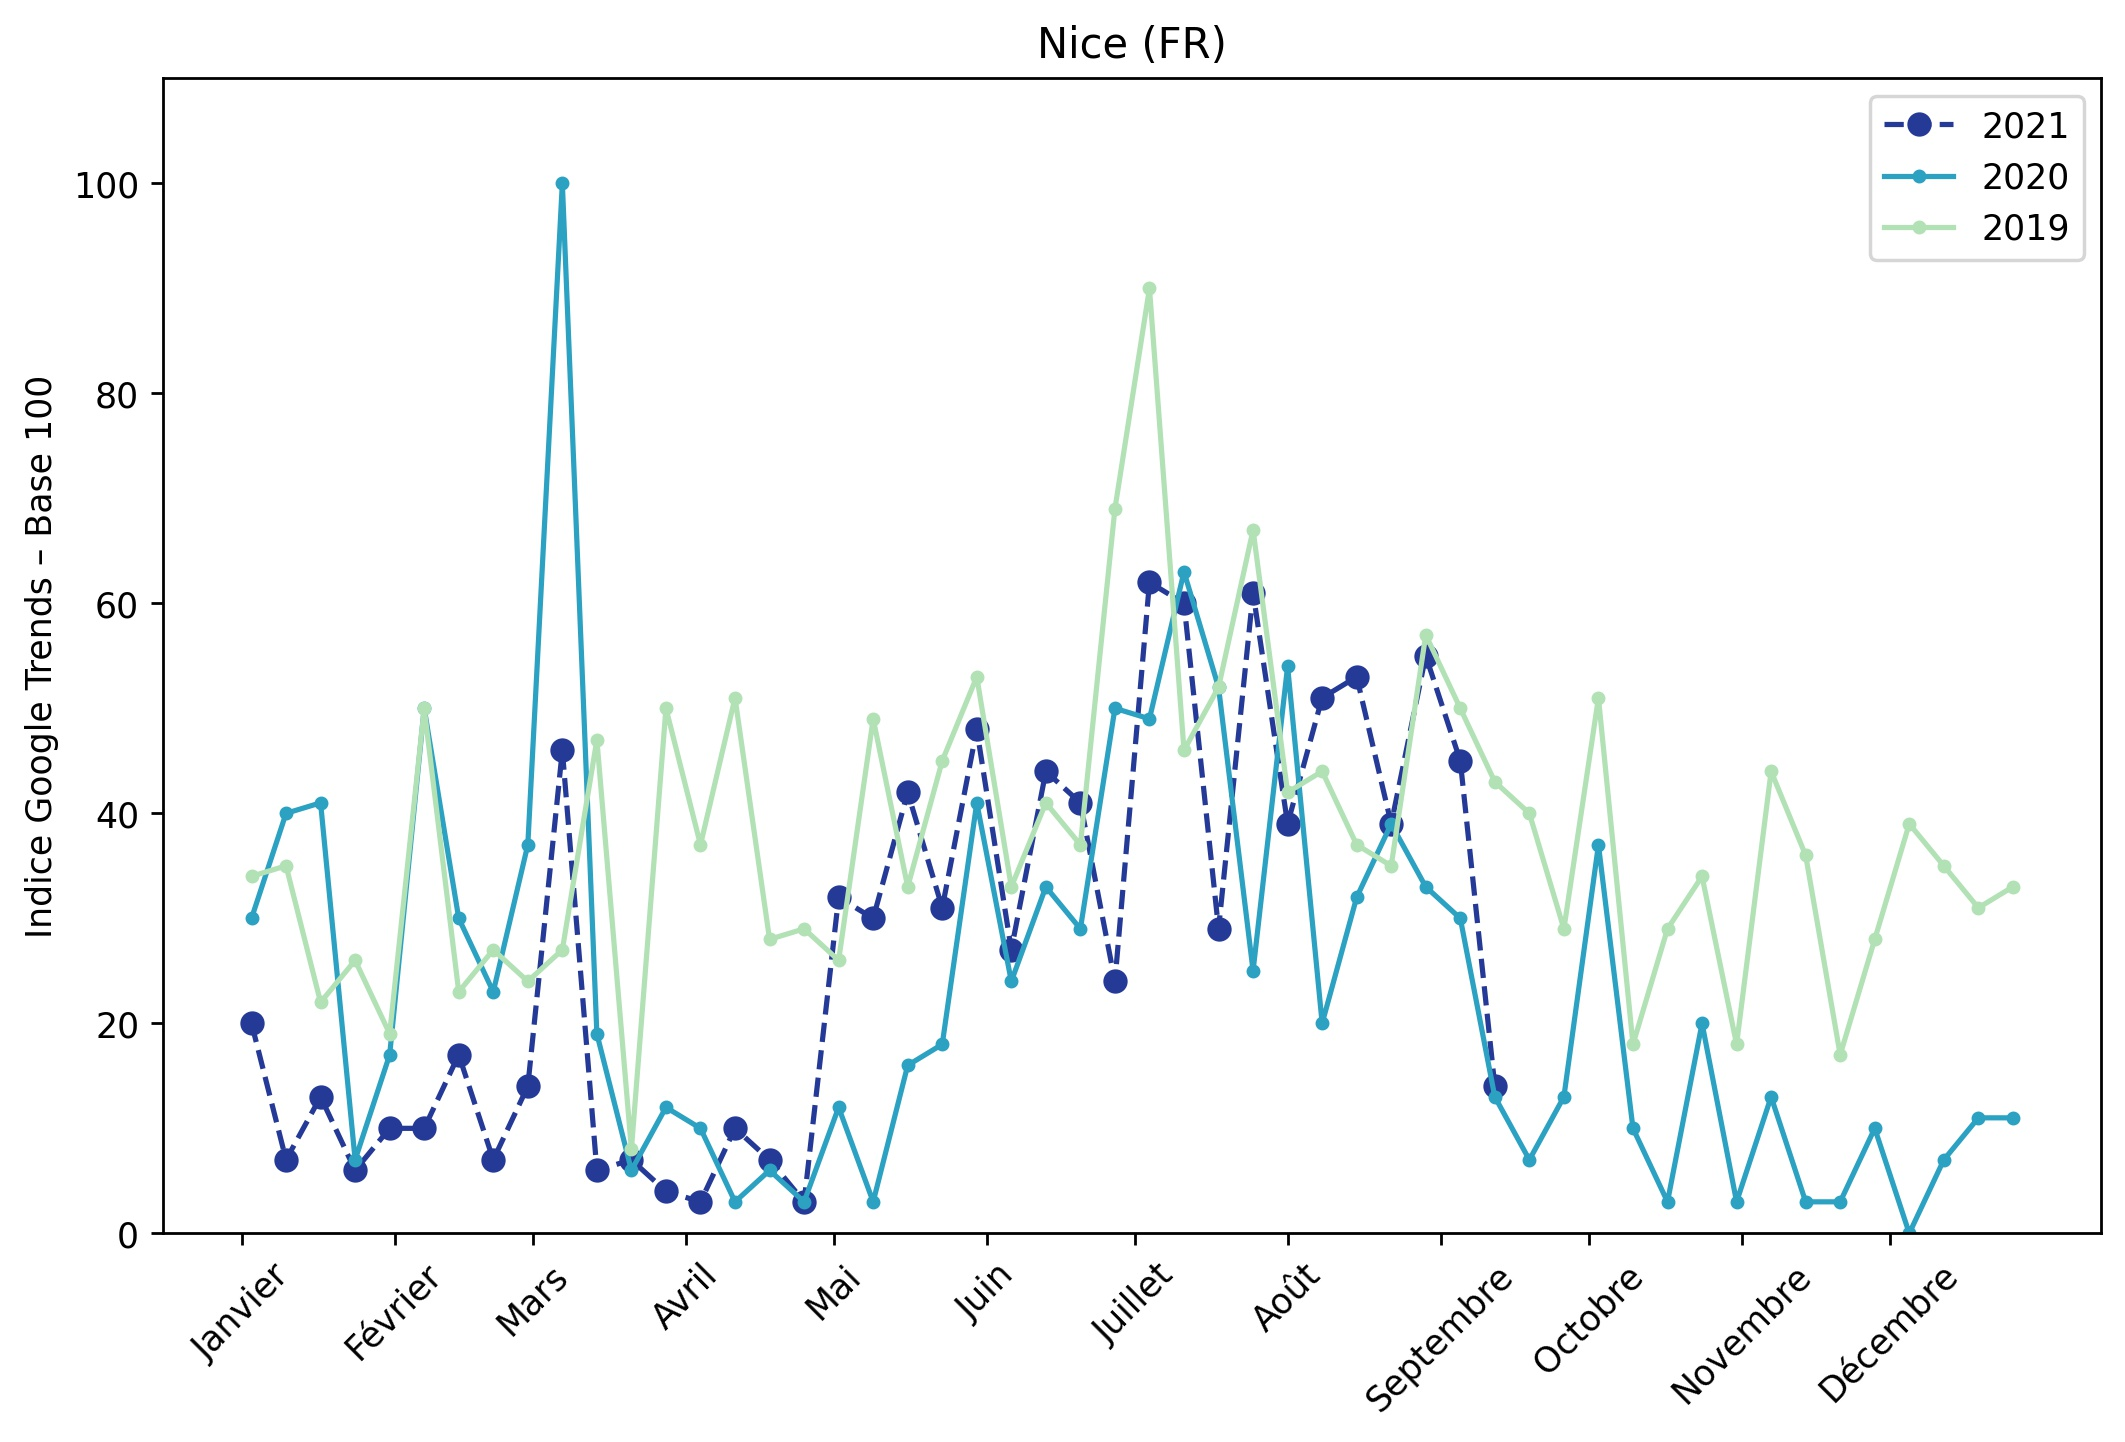 Nice (FR)
2021
2020
2019
Indice Google Trends – Base 100
100
80
60
40
20
0
Janvier
Février
Mars
Avril
Mai
Juin
Juillet
Août
Septembre
Octobre
Novembre
Décembre